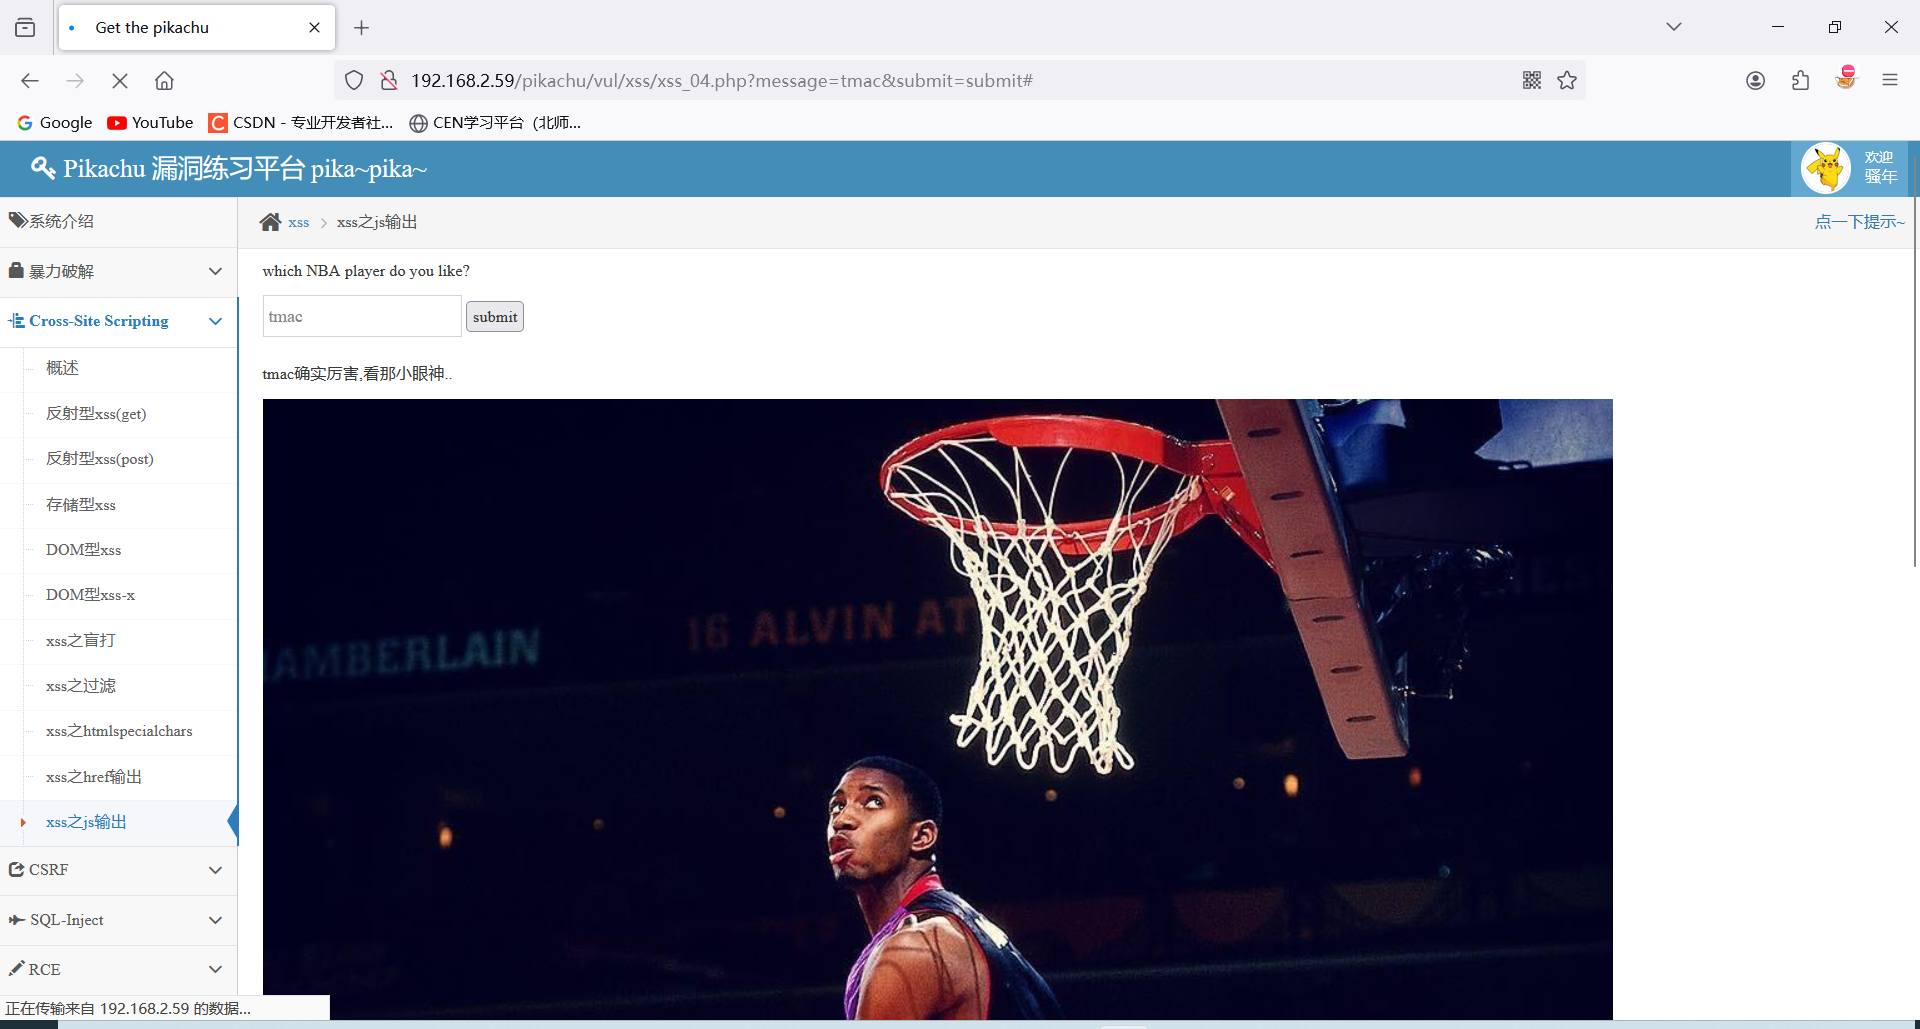 Get the pikachu
192.168.2.59/pikachu/vul/xss/xss_04.php?message=tmac&submit=submit#
Google YouTube CSDN - 专业开发者社... CEN学习平台（北师...
Pikachu 漏洞练习平台 pika~pika~
欢迎
骚年
系统介绍
xss xss之js输出
点一下提示~
暴力破解
Cross-Site Scripting
概述
反射型xss(get)
反射型xss(post)
存储型xss
DOM型xss
DOM型xss-x
xss之盲打
xss之过滤
xss之htmlspecialchars
xss之href输出
xss之js输出
CSRF
SQL-Inject
RCE
which NBA player do you like?
tmac submit
tmac确实厉害,看那小眼神..
AMBERLAIN
16 ALVIN AT
正在传输来自 192.168.2.59 的数据...